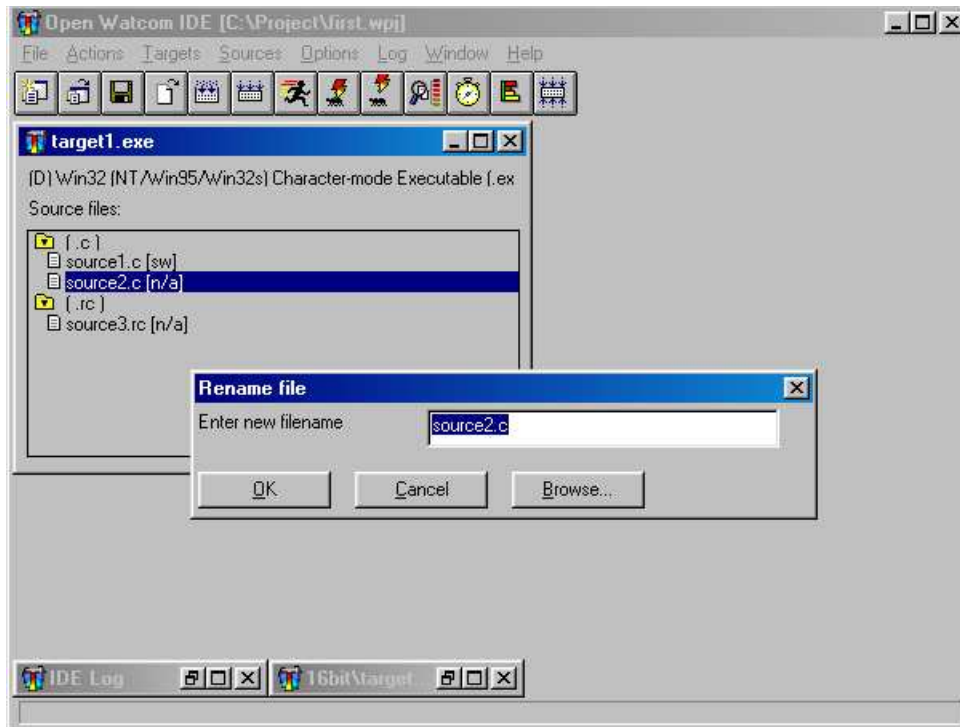 Open Watcom IDE [C:\Project\first.wpj]
File Actions Targets Sources Options Log Window Help
target1.exe
(D) Win32 (NT/Win95/Win32s) Character-mode Executable (.ex
Source files:
( .c )
source1.c [sw]
source2.c [n/a]
( .rc )
source3.rc [n/a]
Rename file
Enter new filename source2.c
OK Cancel Browse...
IDE Log 16bit\target